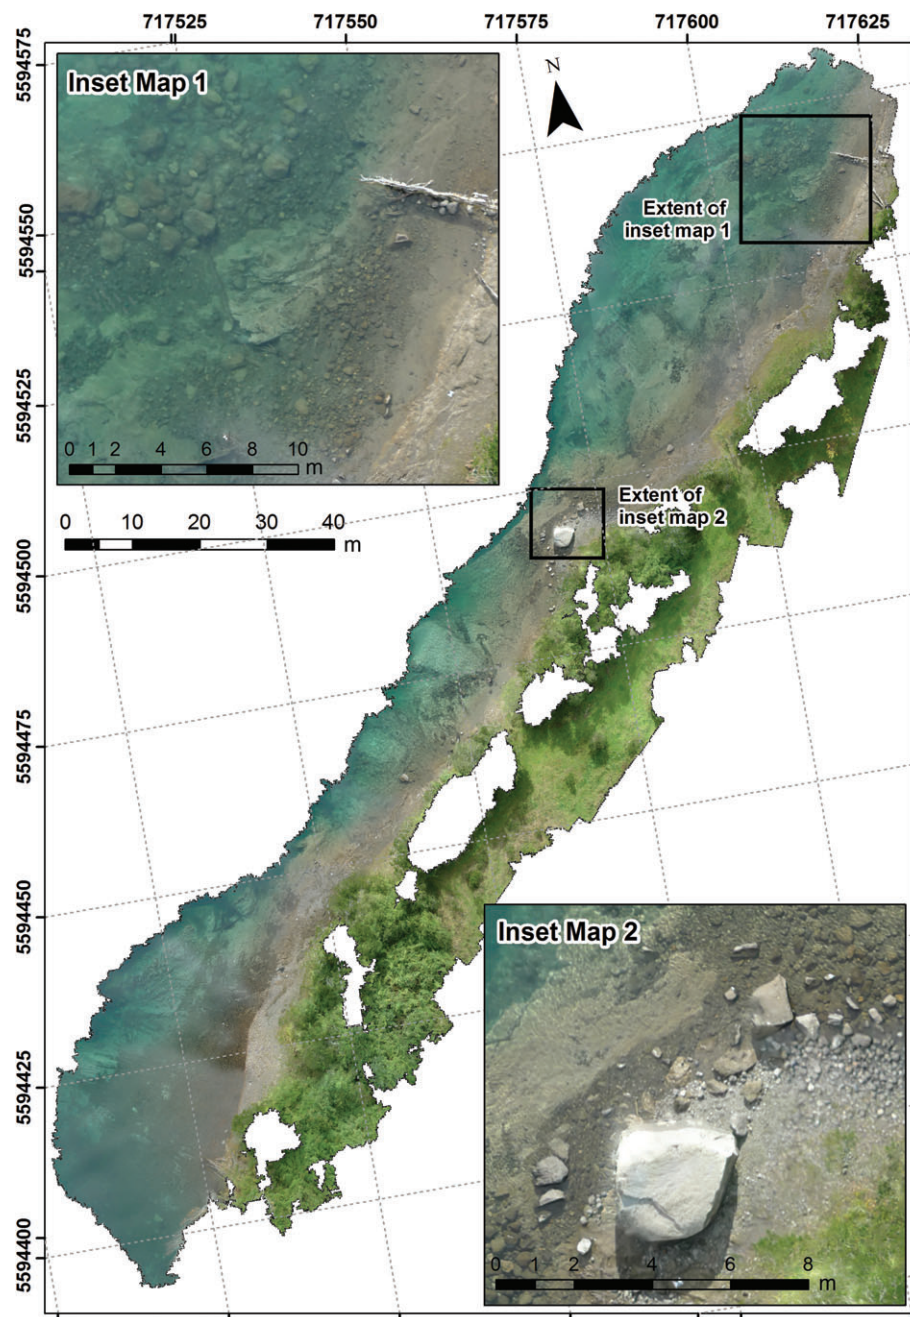 717525 717550 717575 717600 717625
5594575
5594550
5594525
5594500
5594475
5594450
5594425
5594400
Inset Map 1
0 1 2 4 6 8 10
m
N
Extent of
inset map 1
Extent of
inset map 2
0 10 20 30 40
m
Inset Map 2
0 1 2 4 6 8
m